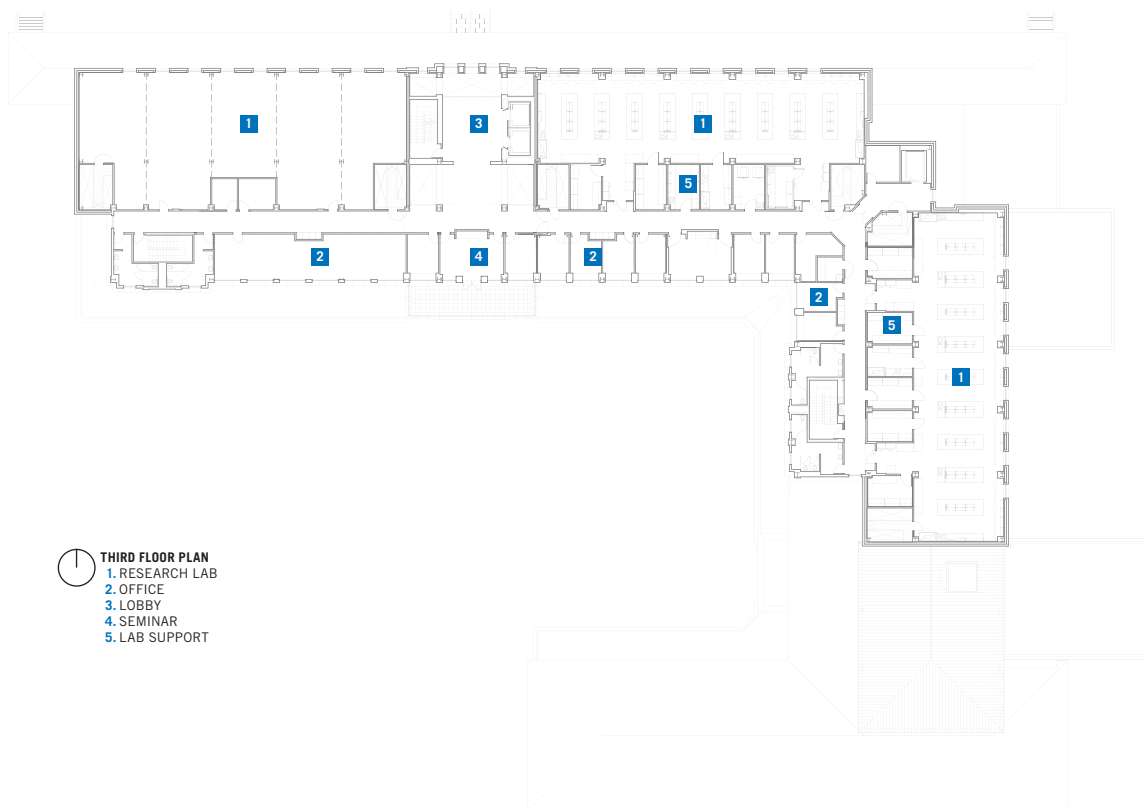 1
3
1
5
2
4
2
2
5
1
THIRD FLOOR PLAN
1. RESEARCH LAB
2. OFFICE
3. LOBBY
4. SEMINAR
5. LAB SUPPORT